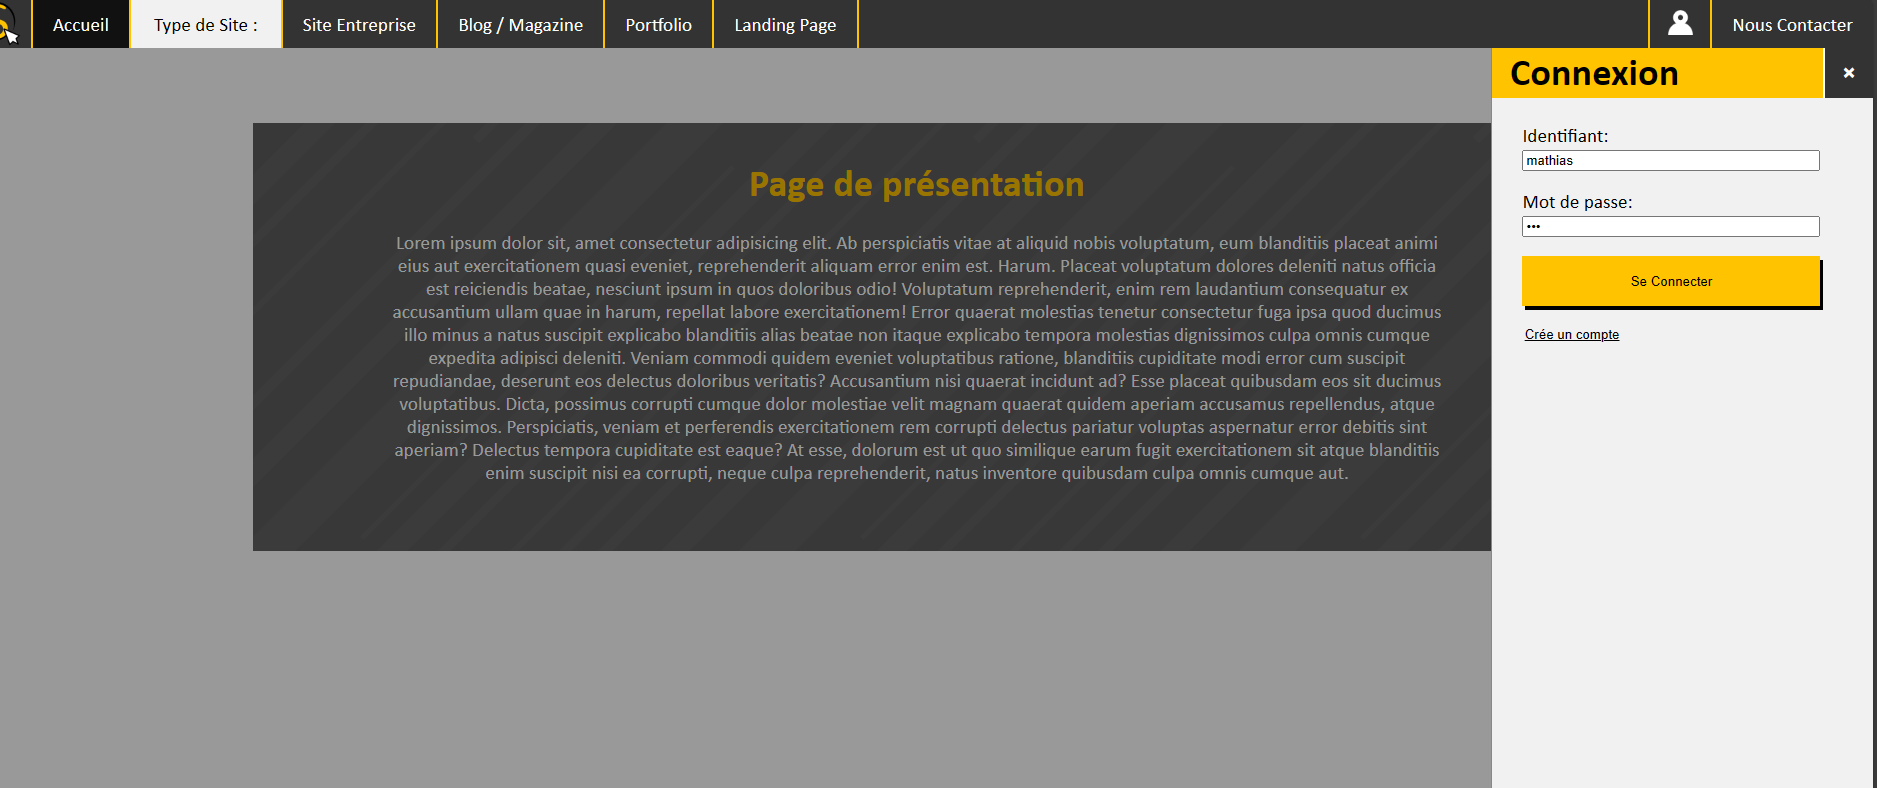 Accueil
Type de Site :
Site Entreprise
Blog / Magazine
Portfolio
Landing Page
Nous Contacter
Connexion
×
Identifiant:
mathias
Mot de passe:
•••
Se Connecter
Crée un compte
Page de présentation
Lorem ipsum dolor sit, amet consectetur adipisicing elit. Ab perspiciatis vitae at aliquid nobis voluptatum, eum blanditiis placeat animi
eius aut exercitationem quasi eveniet, reprehenderit aliquam error enim est. Harum. Placeat voluptatum dolores deleniti natus officia
est reiciendis beatae, nesciunt ipsum in quos doloribus odio! Voluptatum reprehenderit, enim rem laudantium consequatur ex
accusantium ullam quae in harum, repellat labore exercitationem! Error quaerat molestias tenetur consectetur fuga ipsa quod ducimus
illo minus a natus suscipit explicabo blanditiis alias beatae non itaque explicabo tempora molestias dignissimos culpa omnis cumque
expedita adipisci deleniti. Veniam commodi quidem eveniet voluptatibus ratione, blanditiis cupiditate modi error cum suscipit
repudiandae, deserunt eos delectus doloribus veritatis? Accusantium nisi quaerat incidunt ad? Esse placeat quibusdam eos sit ducimus
voluptatibus. Dicta, possimus corrupti cumque dolor molestiae velit magnam quaerat quidem aperiam accusamus repellendus, atque
dignissimos. Perspiciatis, veniam et perferendis exercitationem rem corrupti delectus pariatur voluptas aspernatur error debitis sint
aperiam? Delectus tempora cupiditate est eaque? At esse, dolorum est ut quo similique earum fugit exercitationem sit atque blanditiis
enim suscipit nisi ea corrupti, neque culpa reprehenderit, natus inventore quibusdam culpa omnis cumque aut.